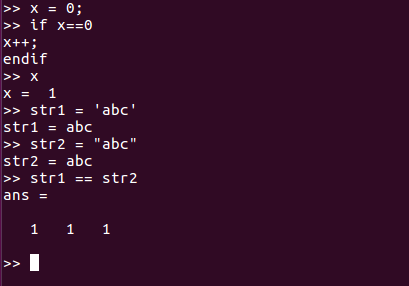 >> x = 0;
>> if x==0
x++;
endif
>> x
x =  1
>> str1 = 'abc'
str1 = abc
>> str2 = "abc"
str2 = abc
>> str1 == str2
ans =
1   1   1
>>